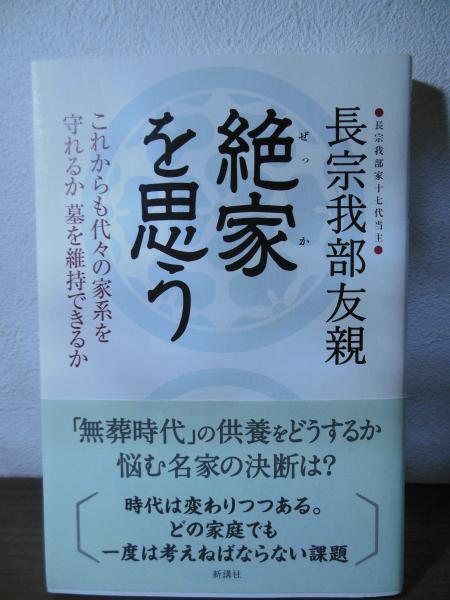 ●長宗我部家十七代当主●
長宗我部友親
ぜっか
絶家
を思う
これからも代々の家系を
守れるか 墓を維持できるか
「無葬時代」の供養をどうするか
悩む名家の決断は?
時代は変わりつつある。
どの家庭でも
一度は考えねばならない課題
新講社